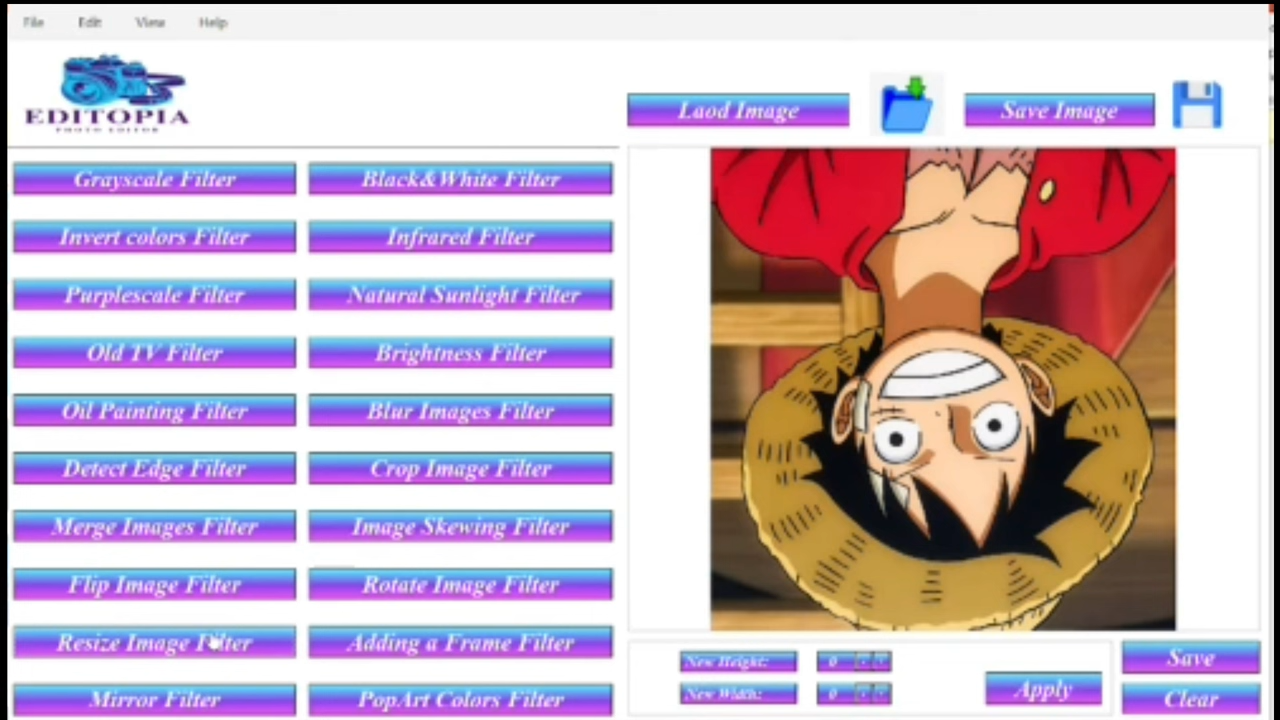 File Edit View Help
EDITOPIA
PHOTO EDITOR
Laod Image
Save Image
Grayscale Filter
Black&White Filter
Invert colors Filter
Infrared Filter
Purplescale Filter
Natural Sunlight Filter
Old TV Filter
Brightness Filter
Oil Painting Filter
Blur Images Filter
Detect Edge Filter
Crop Image Filter
Merge Images Filter
Image Skewing Filter
Flip Image Filter
Rotate Image Filter
Resize Image Filter
Adding a Frame Filter
Mirror Filter
PopArt Colors Filter
New Height: 0
New Width: 0
Apply
Save
Clear